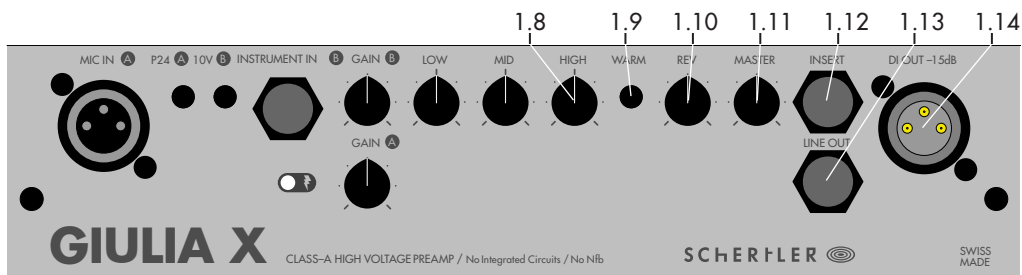 1.8 1.9 1.10 1.11 1.12 1.13 1.14
MIC IN A P24 A 10V B INSTRUMENT IN B GAIN B LOW MID HIGH WARM REV MASTER INSERT DI OUT –15dB
GAIN A LINE OUT
GIULIA X CLASS–A HIGH VOLTAGE PREAMP / No Integrated Circuits / No Nfb SCHERTLER SWISS
MADE